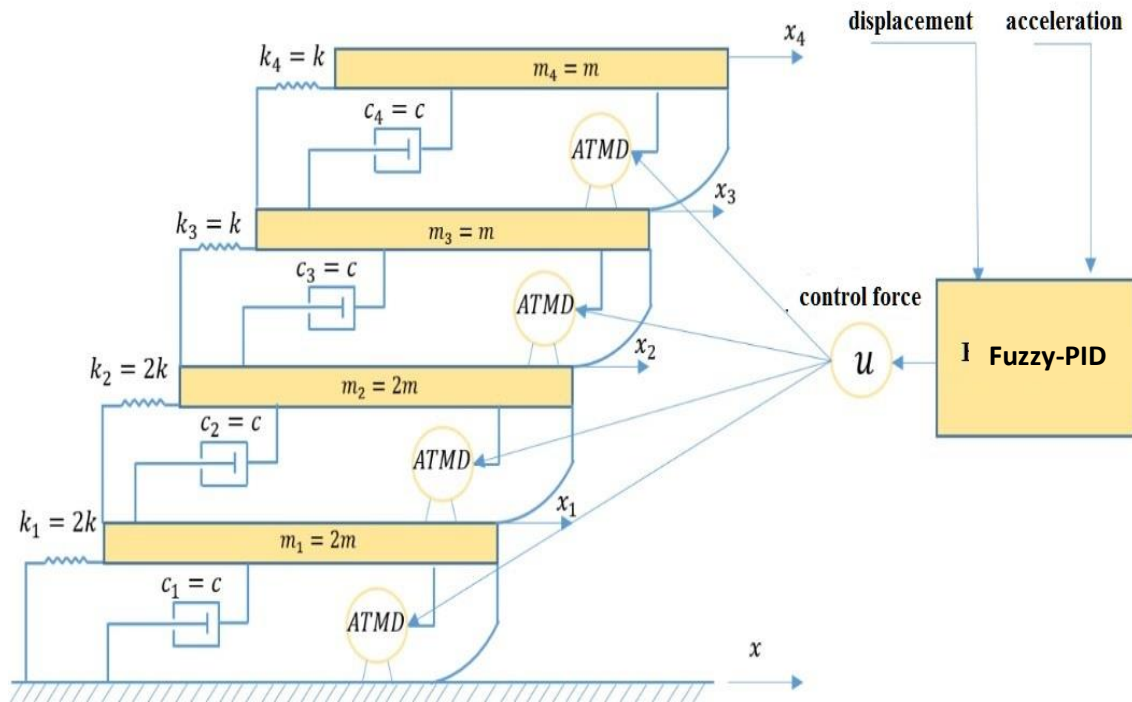 displacement acceleration
x₄
k₄ = k
m₄ = m
c₄ = c
ATMD
x₃
k₃ = k
m₃ = m
c₃ = c
ATMD
control force
x₂
u
Fuzzy-PID
k₂ = 2k
m₂ = 2m
c₂ = c
ATMD
x₁
k₁ = 2k
m₁ = 2m
c₁ = c
ATMD
x